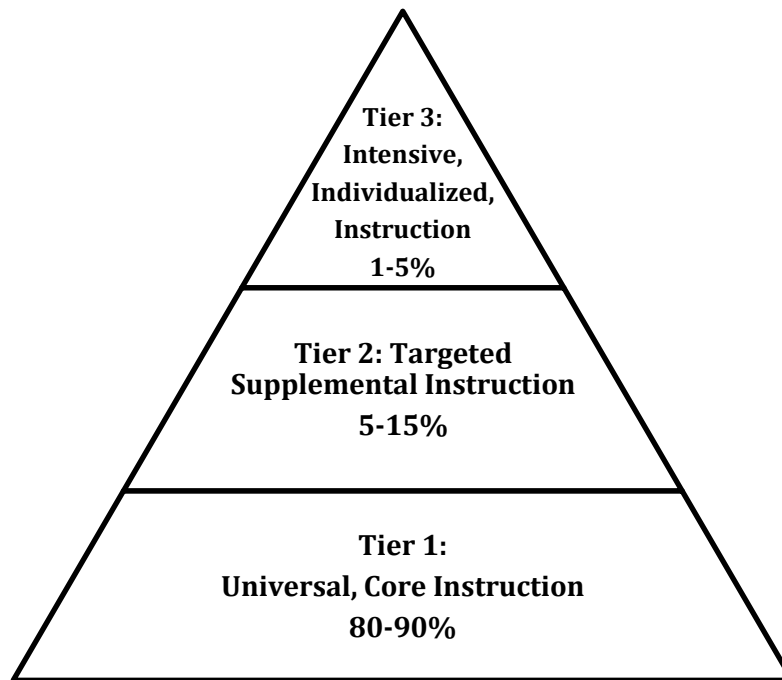 Tier 3:
Intensive,
Individualized,
Instruction
1-5%
Tier 2: Targeted
Supplemental Instruction
5-15%
Tier 1:
Universal, Core Instruction
80-90%